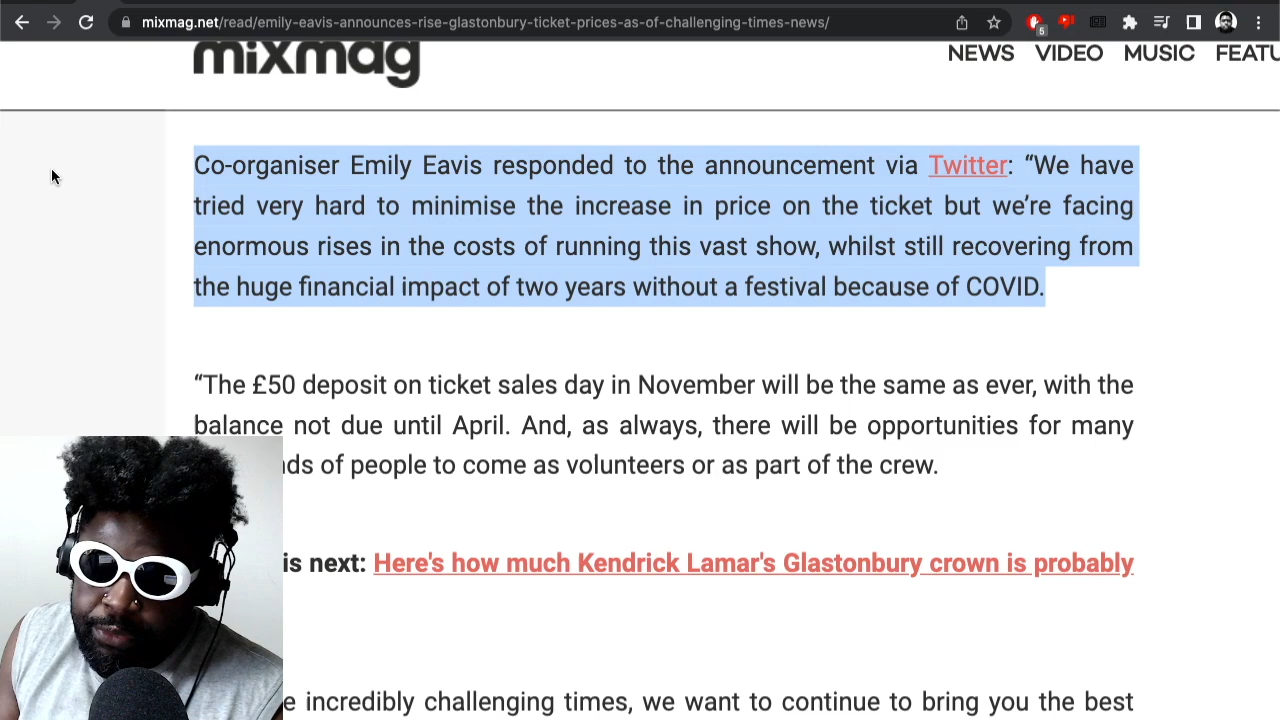 mixmag.net/read/emily-eavis-announces-rise-glastonbury-ticket-prices-as-of-challenging-times-news/
5
mixmag
NEWS VIDEO MUSIC FEATU
Co-organiser Emily Eavis responded to the announcement via Twitter: “We have
tried very hard to minimise the increase in price on the ticket but we’re facing
enormous rises in the costs of running this vast show, whilst still recovering from
the huge financial impact of two years without a festival because of COVID.
“The £50 deposit on ticket sales day in November will be the same as ever, with the
balance not due until April. And, as always, there will be opportunities for many
nds of people to come as volunteers or as part of the crew.
is next: Here's how much Kendrick Lamar's Glastonbury crown is probably
e incredibly challenging times, we want to continue to bring you the best